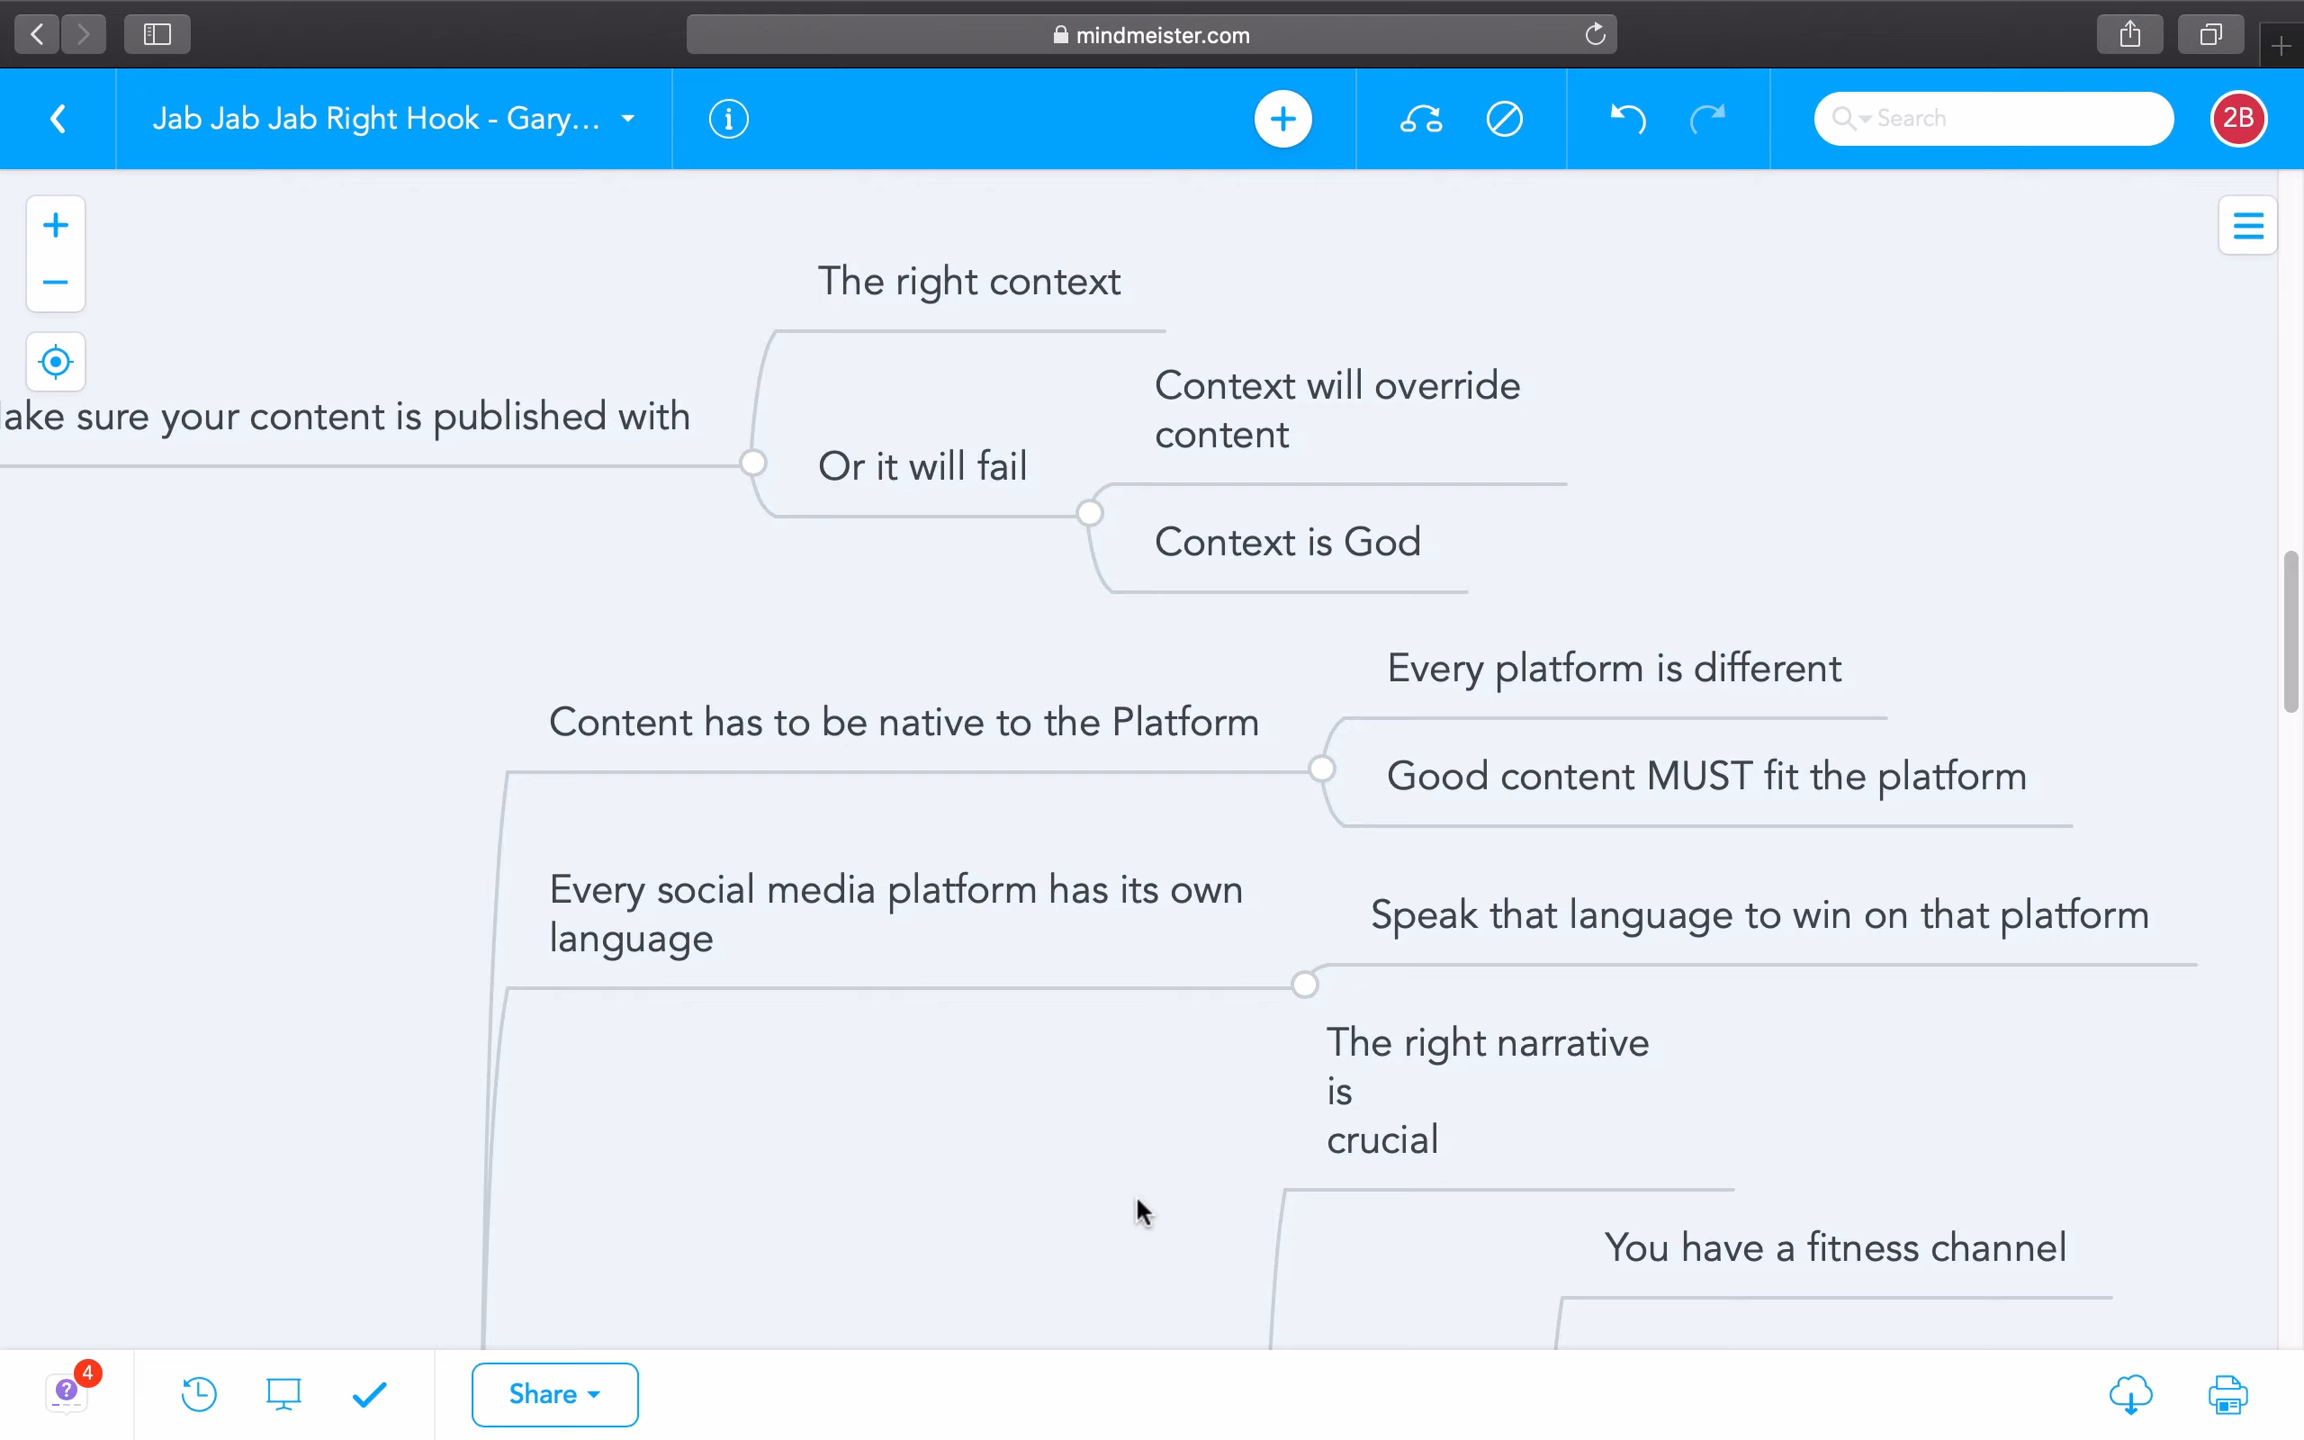 mindmeister.com
Jab Jab Jab Right Hook - Gary...
Search
2B
The right context
ake sure your content is published with
Or it will fail
Context will override
content
Context is God
Content has to be native to the Platform
Every platform is different
Good content MUST fit the platform
Every social media platform has its own
language
Speak that language to win on that platform
The right narrative
is
crucial
You have a fitness channel
4
Share